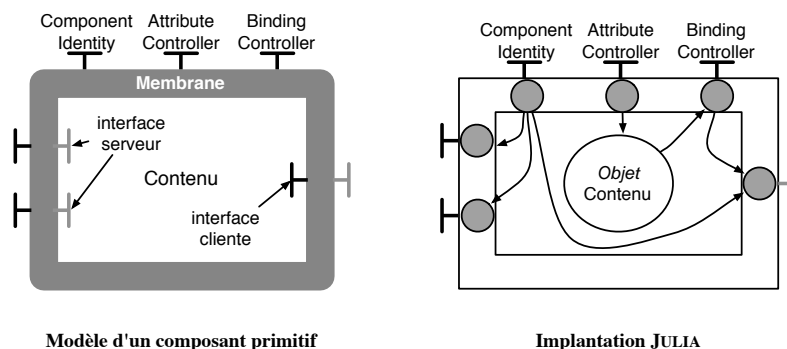 Component Identity
Attribute Controller
Binding Controller
Membrane
interface serveur
Contenu
interface cliente
Modèle d'un composant primitif
Component Identity
Attribute Controller
Binding Controller
Objet
Contenu
Implantation JULIA